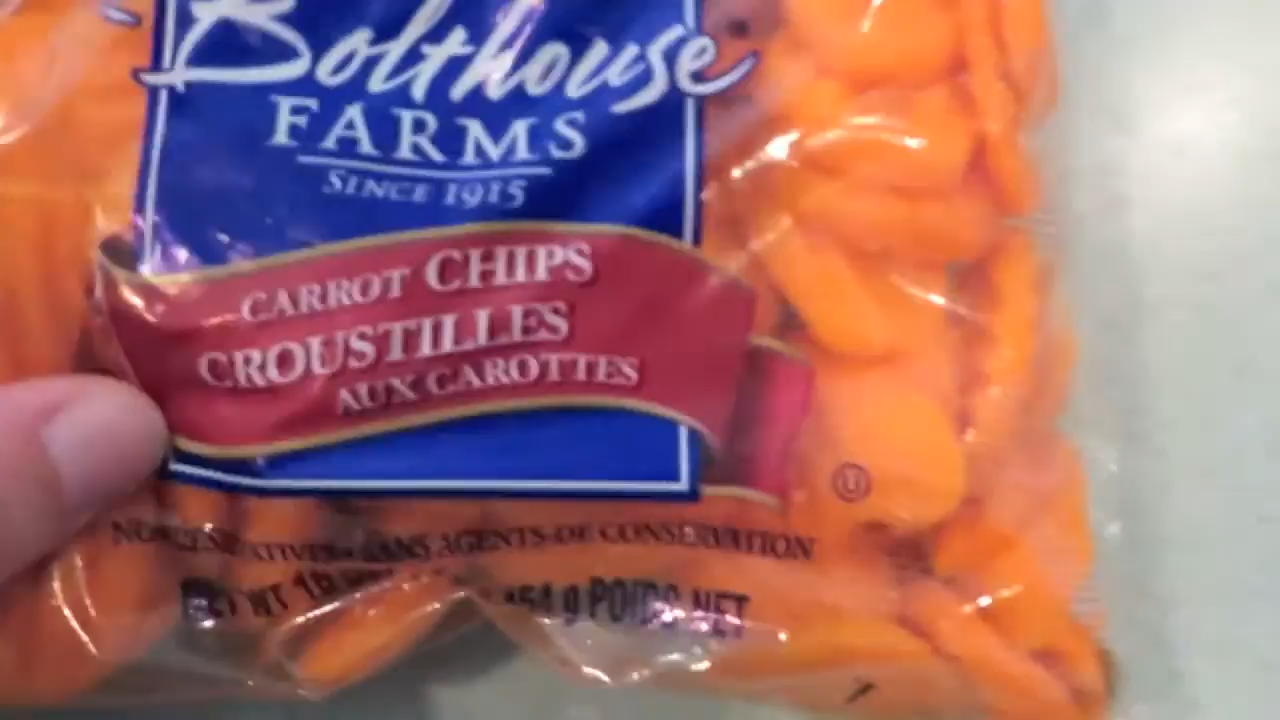 Bolthouse
FARMS
SINCE 1915
CARROT CHIPS
CROUSTILLES
AUX CAROTTES
U
SANS AGENTS DE CONSERVATION
454 g POIDS NET